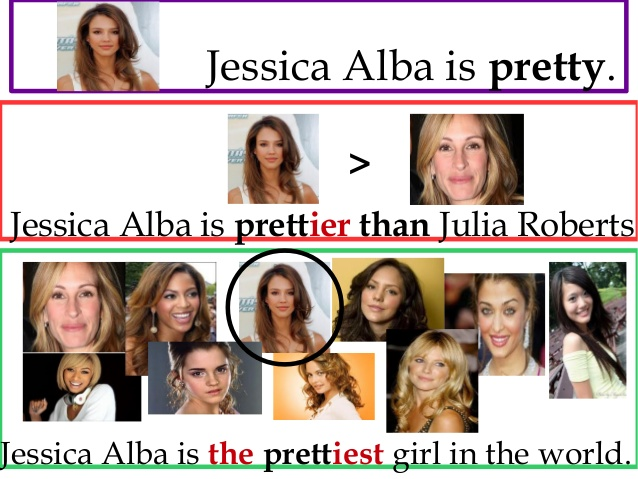 Jessica Alba is pretty.
>
Jessica Alba is prettier than Julia Roberts
Jessica Alba is the prettiest girl in the world.